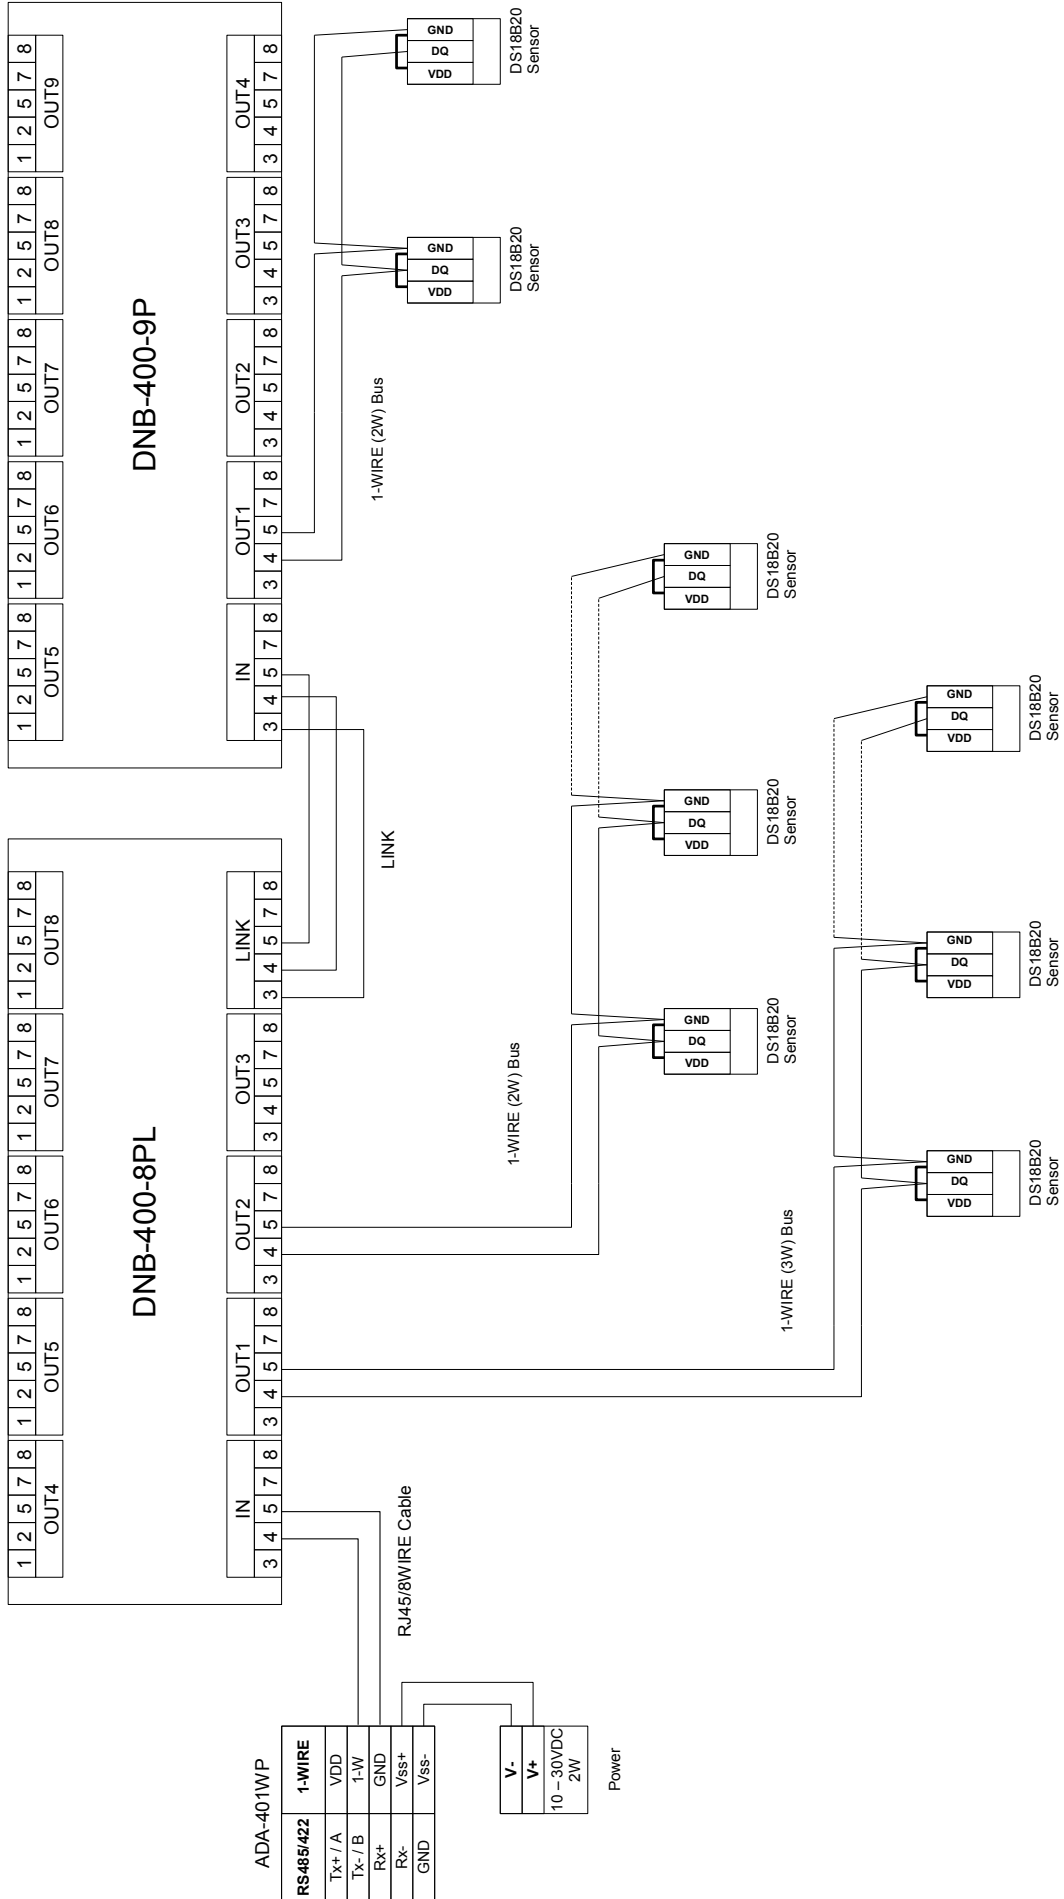 ADA-401WP
RS485/422 1-WIRE
Tx+ / A VDD
Tx- / B 1-W
Rx+ GND
Rx- Vss+
GND Vss-
V-
V+
10 – 30VDC
2W
Power
RJ45/8WIRE Cable
DNB-400-8PL
1 2 5 7 8
OUT4
1 2 5 7 8
OUT5
1 2 5 7 8
OUT6
1 2 5 7 8
OUT7
1 2 5 7 8
OUT8
IN
3 4 5 7 8
OUT1
3 4 5 7 8
OUT2
3 4 5 7 8
OUT3
3 4 5 7 8
LINK
3 4 5 7 8
LINK
DNB-400-9P
1 2 5 7 8
OUT5
1 2 5 7 8
OUT6
1 2 5 7 8
OUT7
1 2 5 7 8
OUT8
1 2 5 7 8
OUT9
IN
3 4 5 7 8
OUT1
3 4 5 7 8
OUT2
3 4 5 7 8
OUT3
3 4 5 7 8
OUT4
3 4 5 7 8
1-WIRE (2W) Bus
GND
DQ
VDD
DS18B20
Sensor
GND
DQ
VDD
DS18B20
Sensor
1-WIRE (2W) Bus
GND
DQ
VDD
DS18B20
Sensor
GND
DQ
VDD
DS18B20
Sensor
GND
DQ
VDD
DS18B20
Sensor
1-WIRE (3W) Bus
GND
DQ
VDD
DS18B20
Sensor
GND
DQ
VDD
DS18B20
Sensor
GND
DQ
VDD
DS18B20
Sensor